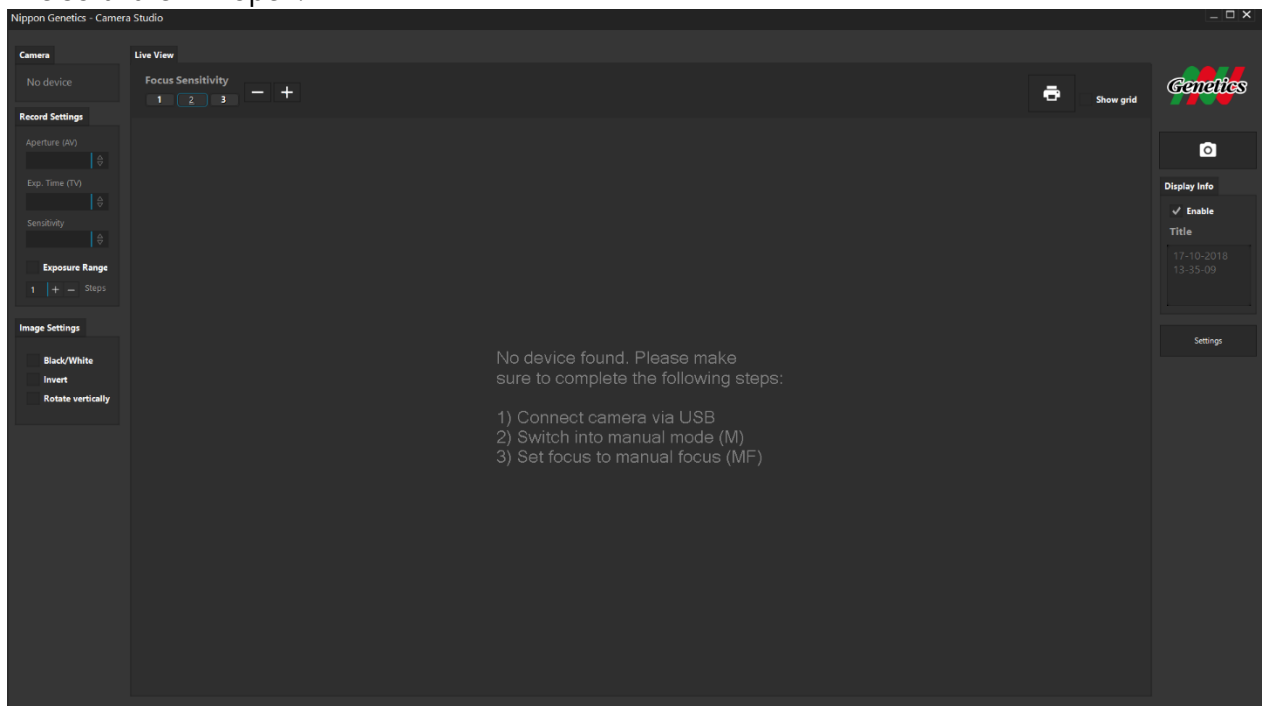 Nippon Genetics - Camera Studio
Camera
No device
Record Settings
Aperture (AV)
Exp. Time (TV)
Sensitivity
Exposure Range
1 + − Steps
Image Settings
Black/White
Invert
Rotate vertically
Live View
Focus Sensitivity
1 2 3 − +
Show grid
No device found. Please make
sure to complete the following steps:
1) Connect camera via USB
2) Switch into manual mode (M)
3) Set focus to manual focus (MF)
Genetics
Display Info
Enable
Title
17-10-2018
13-35-09
Settings